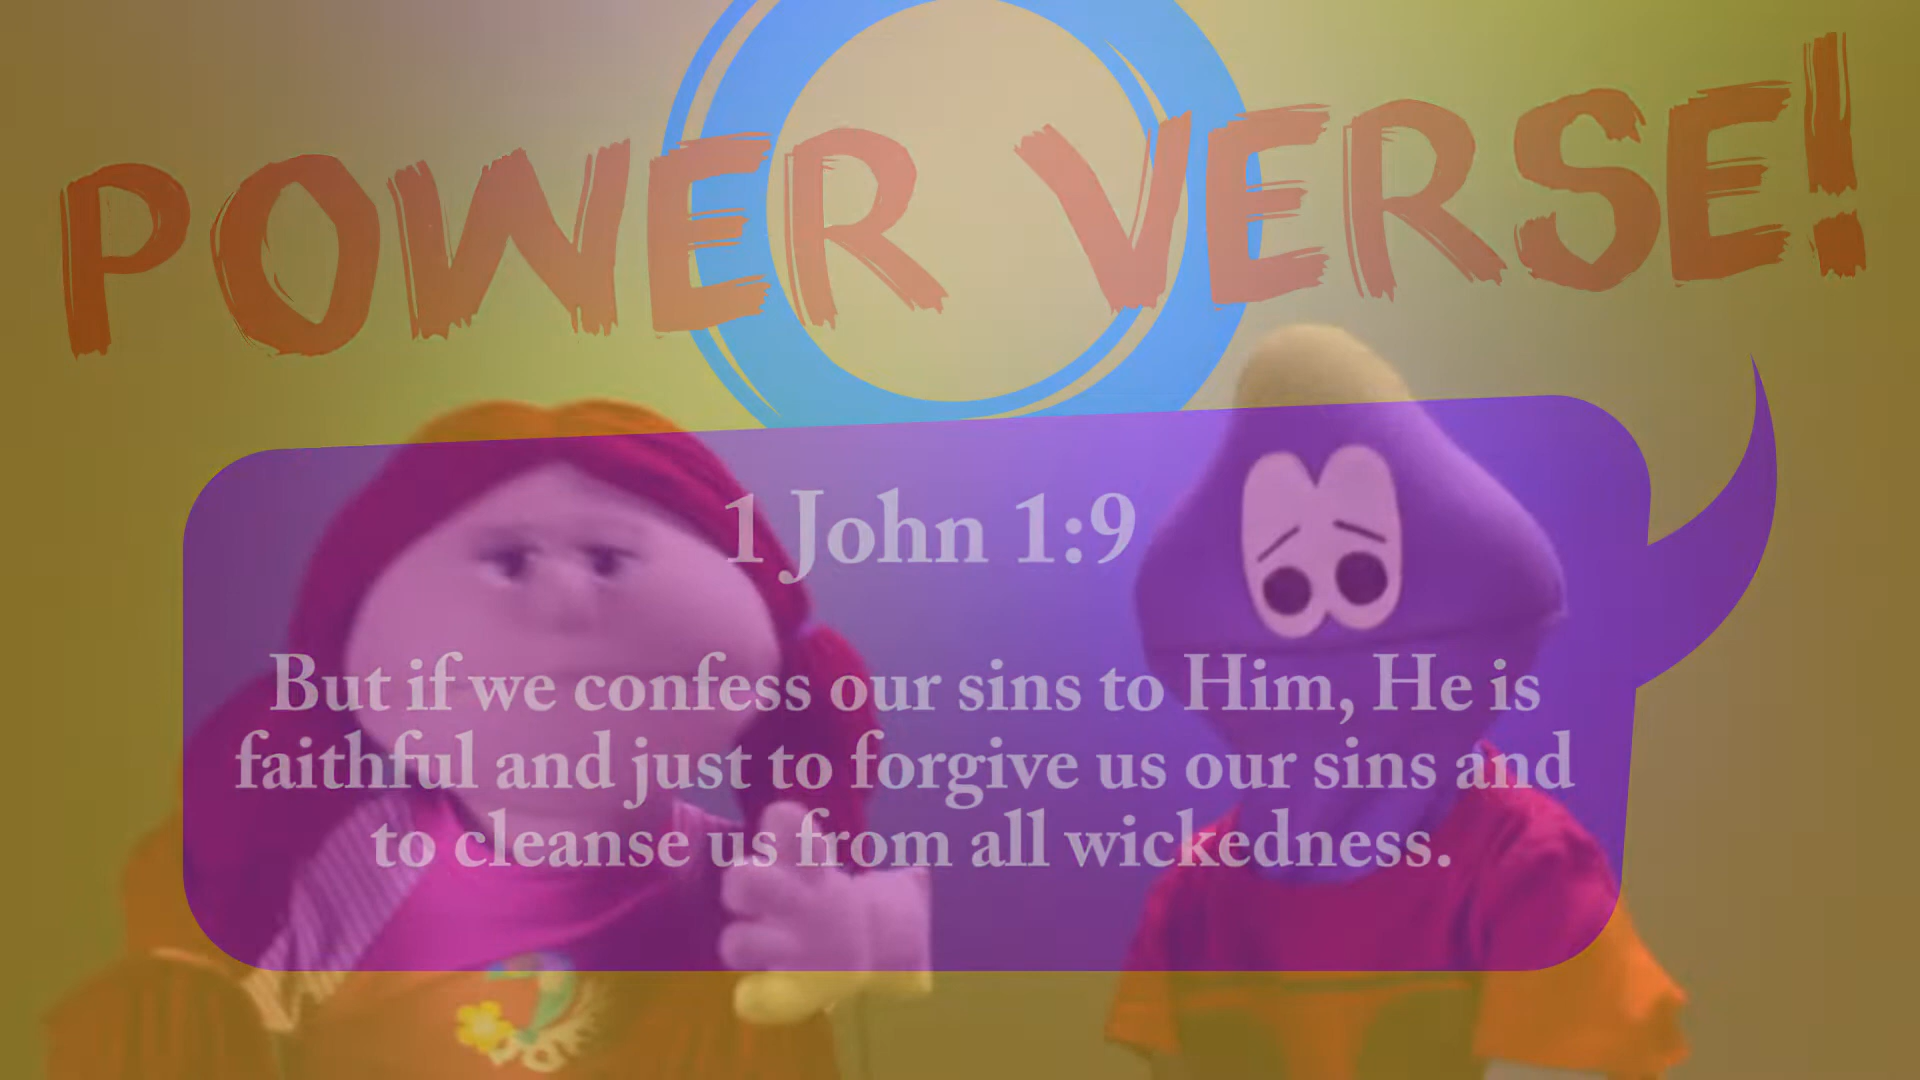 POWER VERSE!
1 John 1:9
But if we confess our sins to Him, He is
faithful and just to forgive us our sins and
to cleanse us from all wickedness.